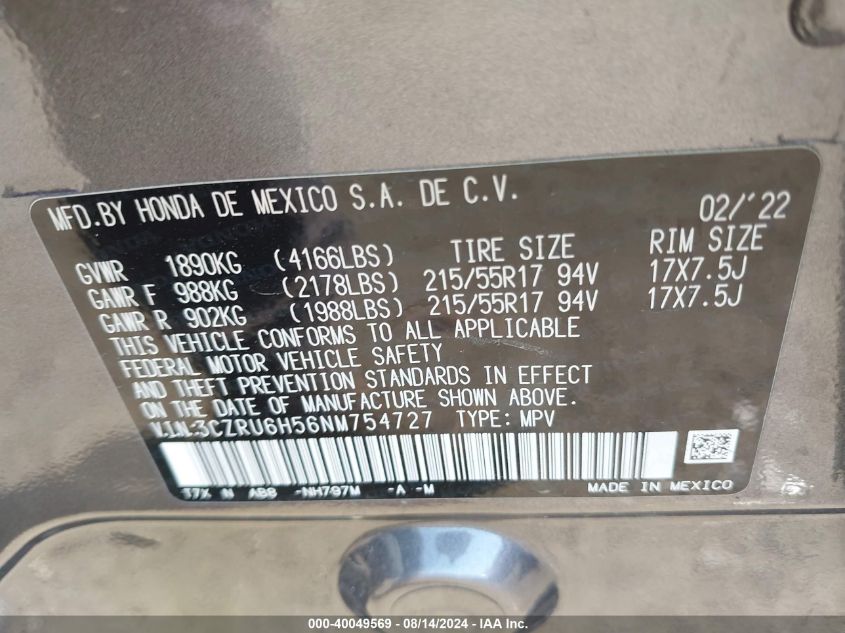 MFD.BY HONDA DE MEXICO S.A. DE C.V. 02/'22
GVWR 1890KG (4166LBS) TIRE SIZE RIM SIZE
GAWR F 988KG (2178LBS) 215/55R17 94V 17X7.5J
GAWR R 902KG (1988LBS) 215/55R17 94V 17X7.5J
THIS VEHICLE CONFORMS TO ALL APPLICABLE
FEDERAL MOTOR VEHICLE SAFETY
AND THEFT PREVENTION STANDARDS IN EFFECT
ON THE DATE OF MANUFACTURE SHOWN ABOVE.
V.I.N.:3CZRU6H56NM754727 TYPE: MPV
T7X N ABB -NH797M -A -M MADE IN MEXICO
000-40049569 - 08/14/2024 - IAA Inc.